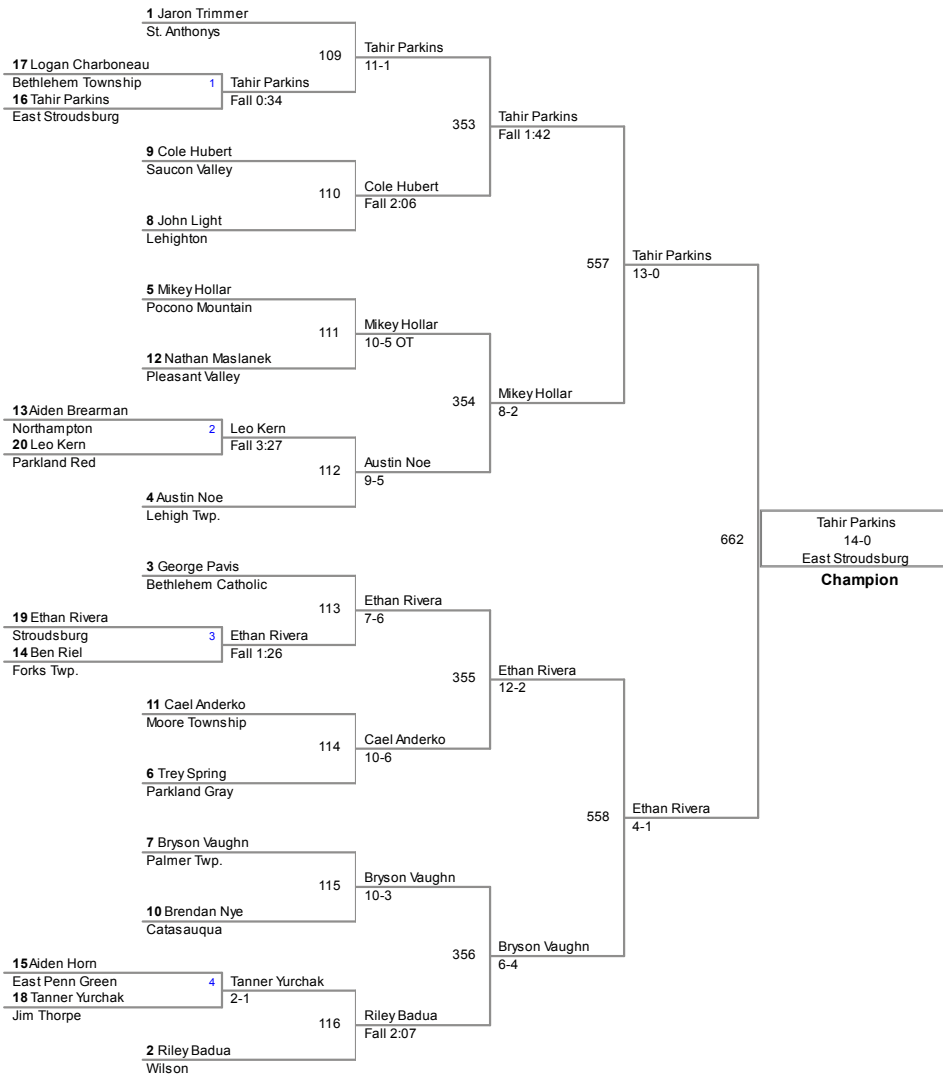 1 Jaron Trimmer
St. Anthonys
109
Tahir Parkins
11-1
17 Logan Charboneau
Bethlehem Township
1
16 Tahir Parkins
East Stroudsburg
Tahir Parkins
Fall 0:34
353
Tahir Parkins
Fall 1:42
9 Cole Hubert
Saucon Valley
110
Cole Hubert
Fall 2:06
8 John Light
Lehighton
557
Tahir Parkins
13-0
5 Mikey Hollar
Pocono Mountain
111
Mikey Hollar
10-5 OT
12 Nathan Maslanek
Pleasant Valley
354
Mikey Hollar
8-2
13 Aiden Brearman
Northampton
2
20 Leo Kern
Parkland Red
Leo Kern
Fall 3:27
112
Austin Noe
9-5
4 Austin Noe
Lehigh Twp.
662
Tahir Parkins
14-0
East Stroudsburg
Champion
3 George Pavis
Bethlehem Catholic
113
Ethan Rivera
7-6
19 Ethan Rivera
Stroudsburg
3
14 Ben Riel
Forks Twp.
Ethan Rivera
Fall 1:26
355
Ethan Rivera
12-2
11 Cael Anderko
Moore Township
114
Cael Anderko
10-6
6 Trey Spring
Parkland Gray
558
Ethan Rivera
4-1
7 Bryson Vaughn
Palmer Twp.
115
Bryson Vaughn
10-3
10 Brendan Nye
Catasauqua
356
Bryson Vaughn
6-4
15 Aiden Horn
East Penn Green
4
18 Tanner Yurchak
Jim Thorpe
Tanner Yurchak
2-1
116
Riley Badua
Fall 2:07
2 Riley Badua
Wilson